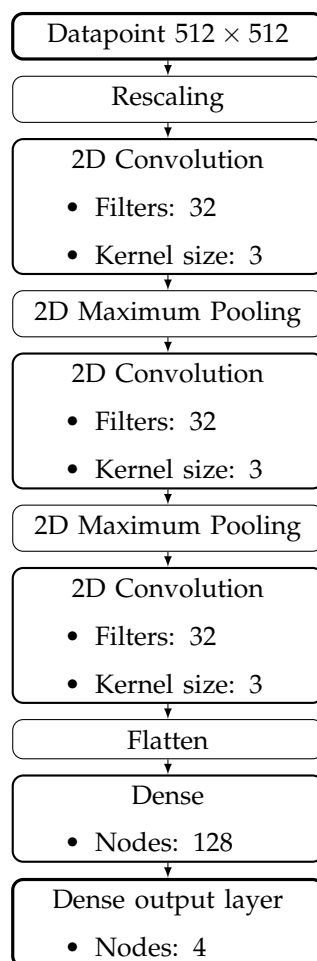 Datapoint 512 × 512
Rescaling
2D Convolution
• Filters: 32
• Kernel size: 3
2D Maximum Pooling
2D Convolution
• Filters: 32
• Kernel size: 3
2D Maximum Pooling
2D Convolution
• Filters: 32
• Kernel size: 3
Flatten
Dense
• Nodes: 128
Dense output layer
• Nodes: 4